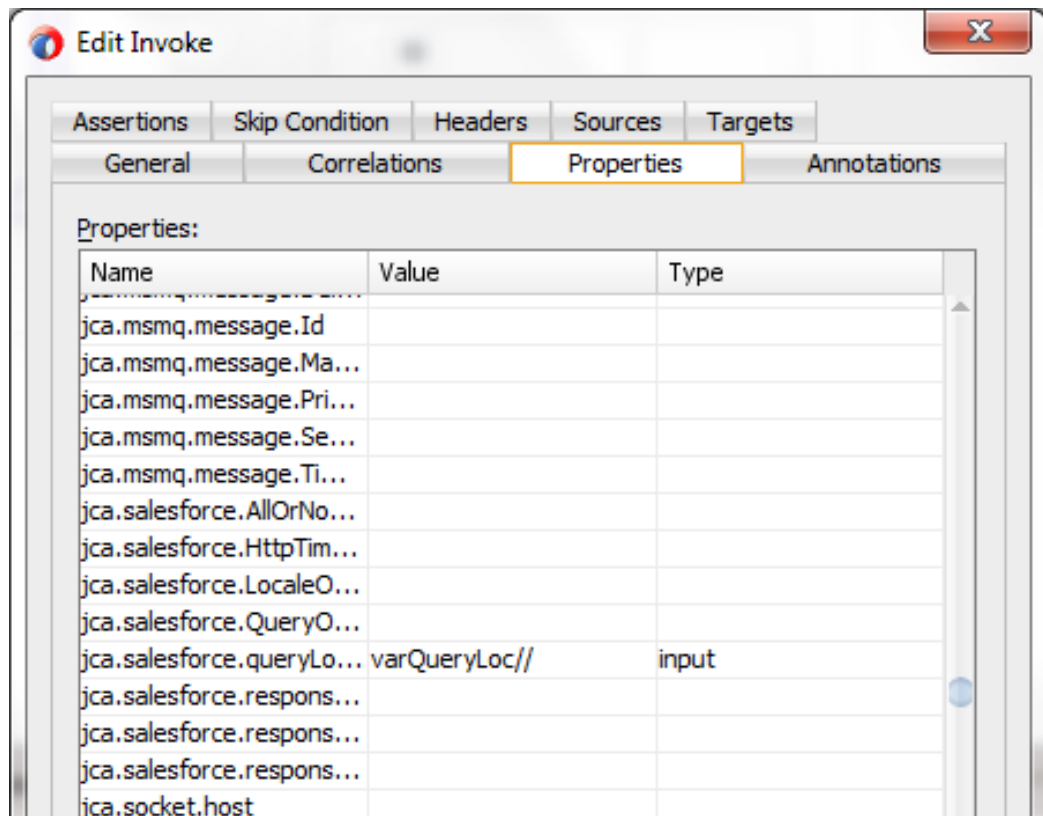 Edit Invoke
Assertions Skip Condition Headers Sources Targets
General Correlations Properties Annotations
Properties:
Name Value Type
jca.msmq.message.Id
jca.msmq.message.Ma...
jca.msmq.message.Pri...
jca.msmq.message.Se...
jca.msmq.message.Ti...
jca.salesforce.AllOrNo...
jca.salesforce.HttpTim...
jca.salesforce.LocaleO...
jca.salesforce.QueryO...
jca.salesforce.queryLo... varQueryLoc// input
jca.salesforce.respons...
jca.salesforce.respons...
jca.salesforce.respons...
jca.socket.host